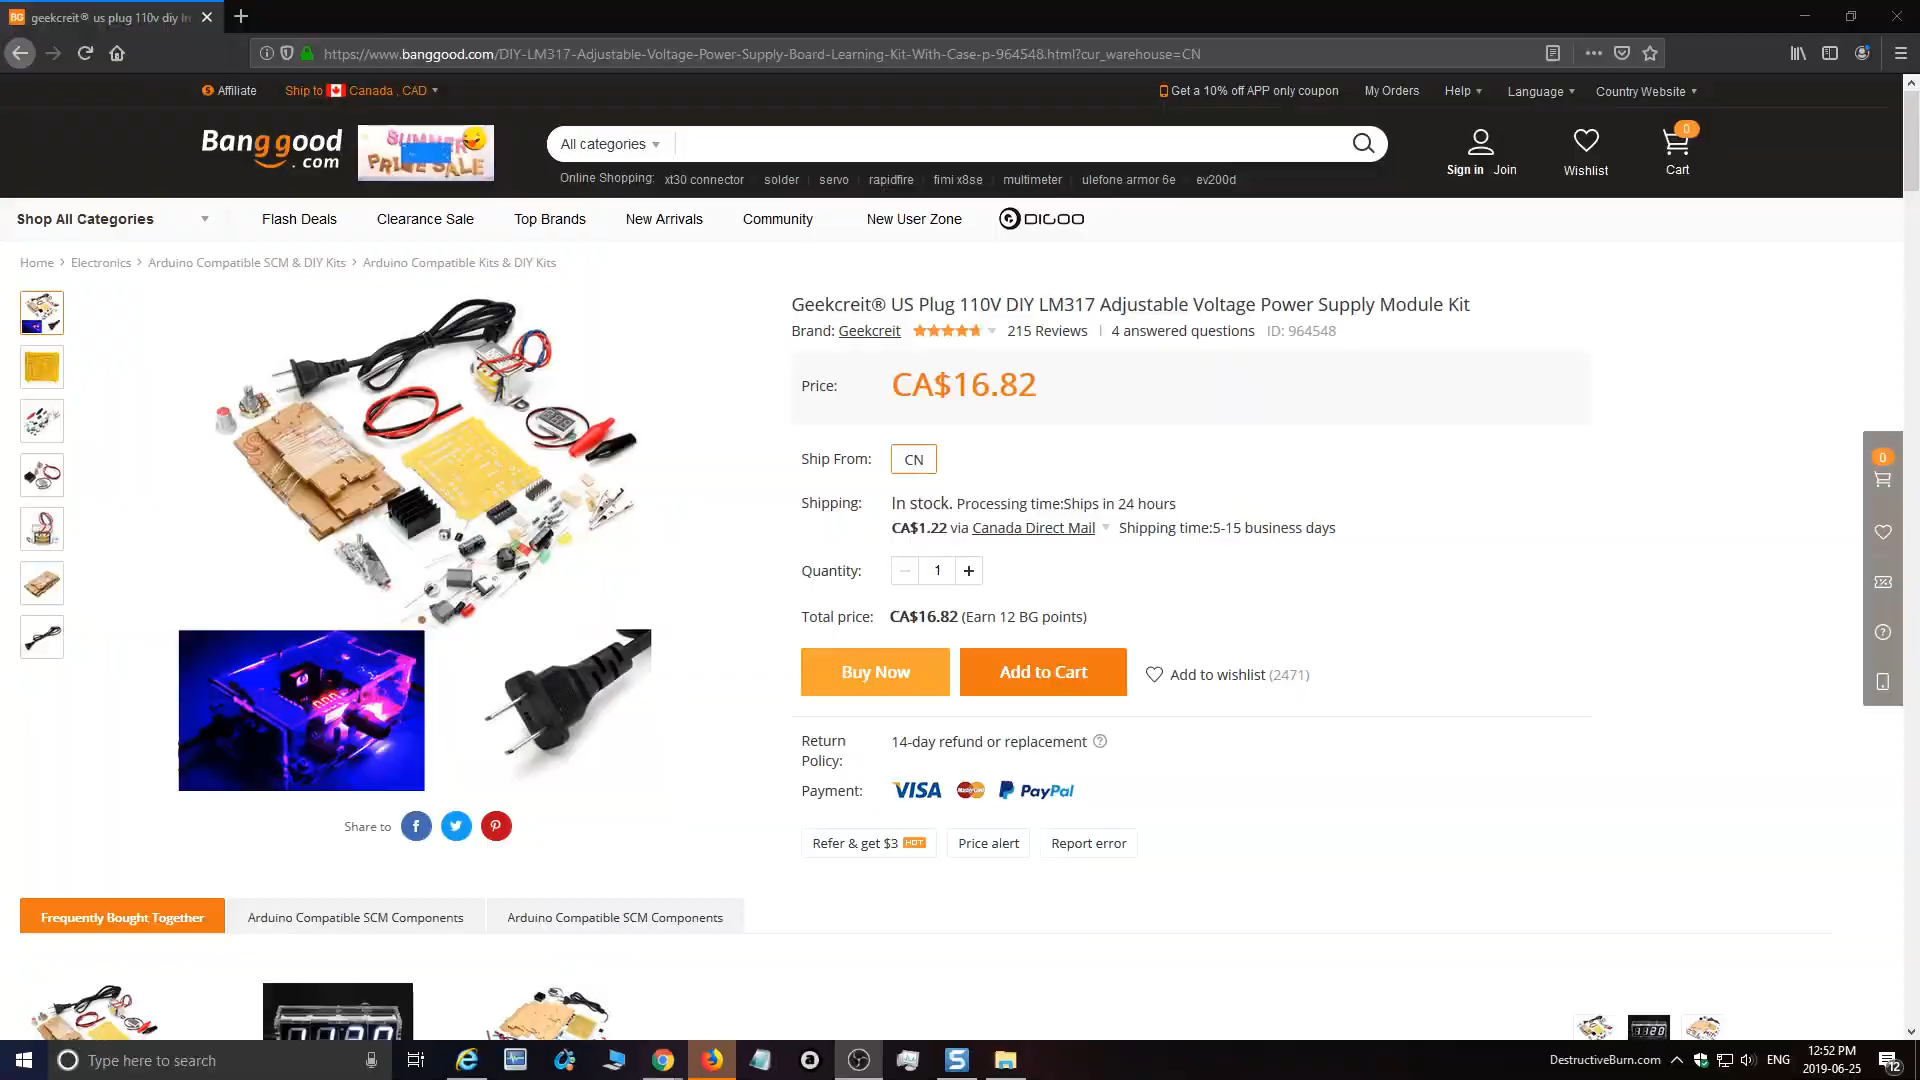 geekcreit® us plug 110v diy lm
https://www.banggood.com/DIY-LM317-Adjustable-Voltage-Power-Supply-Board-Learning-Kit-With-Case-p-964548.html?cur_warehouse=CN
Affiliate Ship to Canada , CAD Get a 10% off APP only coupon My Orders Help Language Country Website
Banggood.com
SUMMER
PRIME SALE
All categories
0
Sign in Join Wishlist Cart
Online Shopping: xt30 connector solder servo rapidfire fimi x8se multimeter ulefone armor 6e ev200d
Shop All Categories Flash Deals Clearance Sale Top Brands New Arrivals Community New User Zone DIGOO
Home > Electronics > Arduino Compatible SCM & DIY Kits > Arduino Compatible Kits & DIY Kits
Geekcreit® US Plug 110V DIY LM317 Adjustable Voltage Power Supply Module Kit
Brand: Geekcreit 215 Reviews | 4 answered questions ID: 964548
Price: CA$16.82
Ship From: CN
Shipping: In stock. Processing time:Ships in 24 hours
CA$1.22 via Canada Direct Mail Shipping time:5-15 business days
Quantity: − 1 +
Total price: CA$16.82 (Earn 12 BG points)
Buy Now Add to Cart Add to wishlist (2471)
Return Policy: 14-day refund or replacement
Payment: VISA MasterCard PayPal
Refer & get $3 HOT Price alert Report error
Share to
0
Frequently Bought Together Arduino Compatible SCM Components Arduino Compatible SCM Components
Type here to search
DestructiveBurn.com ENG 12:52 PM
2019-06-25
12